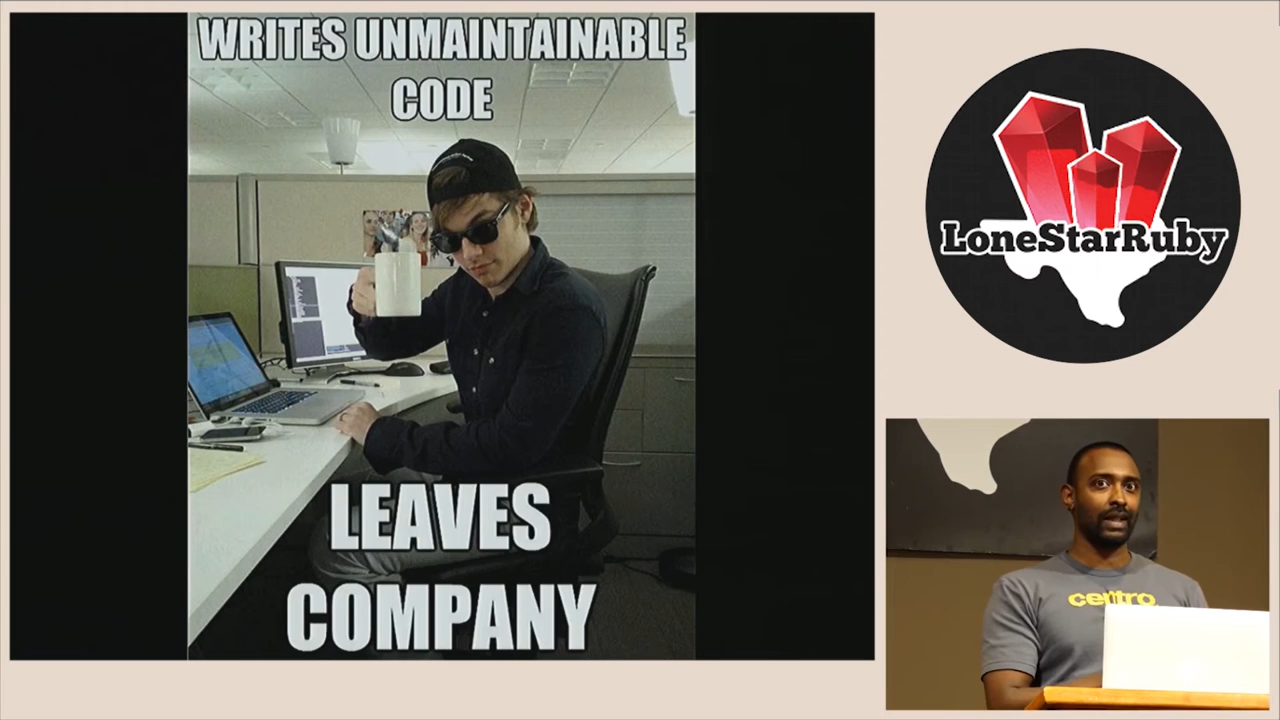 WRITES UNMAINTAINABLE
CODE
LEAVES
COMPANY
LoneStarRuby
centro